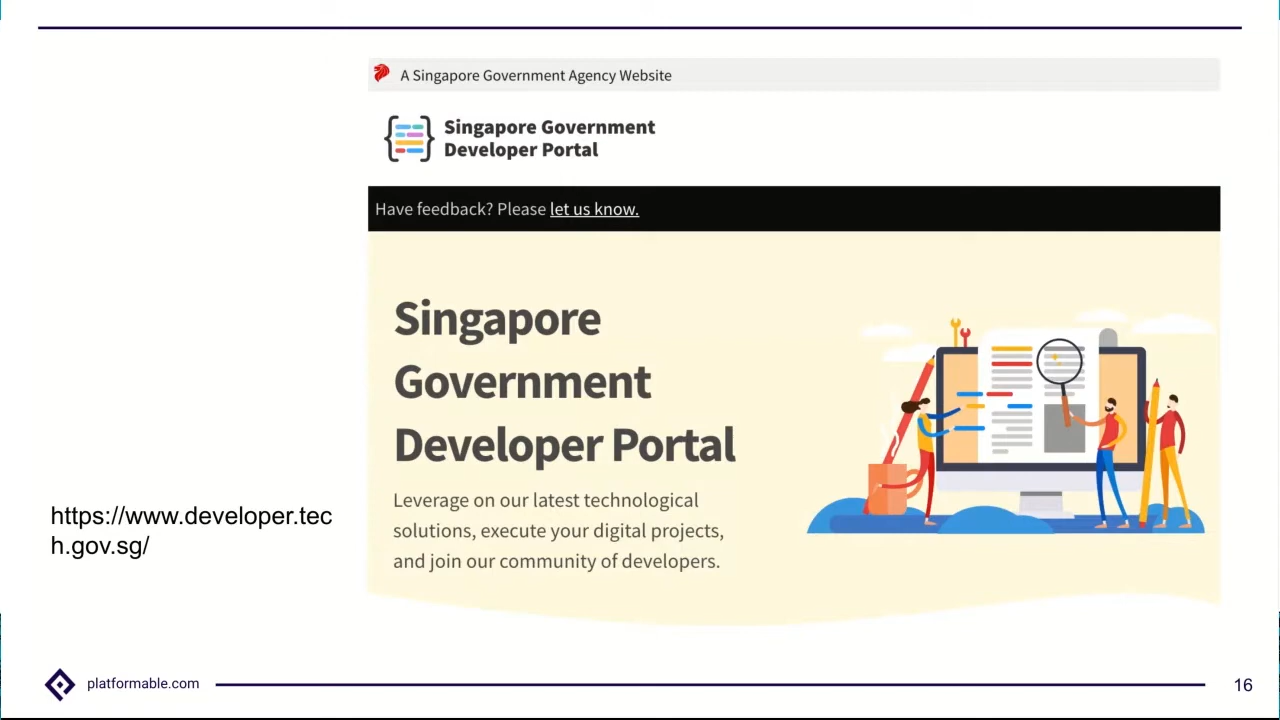 A Singapore Government Agency Website
Singapore Government
Developer Portal
Have feedback? Please let us know.
Singapore
Government
Developer Portal
Leverage on our latest technological
solutions, execute your digital projects,
and join our community of developers.
https://www.developer.tec
h.gov.sg/
platformable.com
16